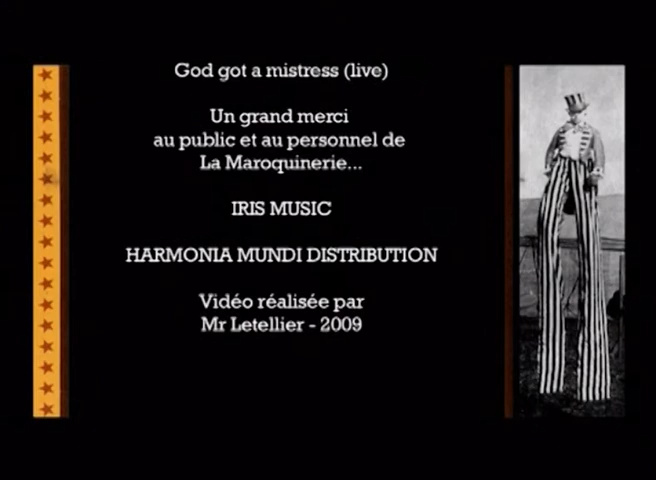 God got a mistress (live)
Un grand merci
au public et au personnel de
La Maroquinerie...
IRIS MUSIC
HARMONIA MUNDI DISTRIBUTION
Vidéo réalisée par
Mr Letellier - 2009